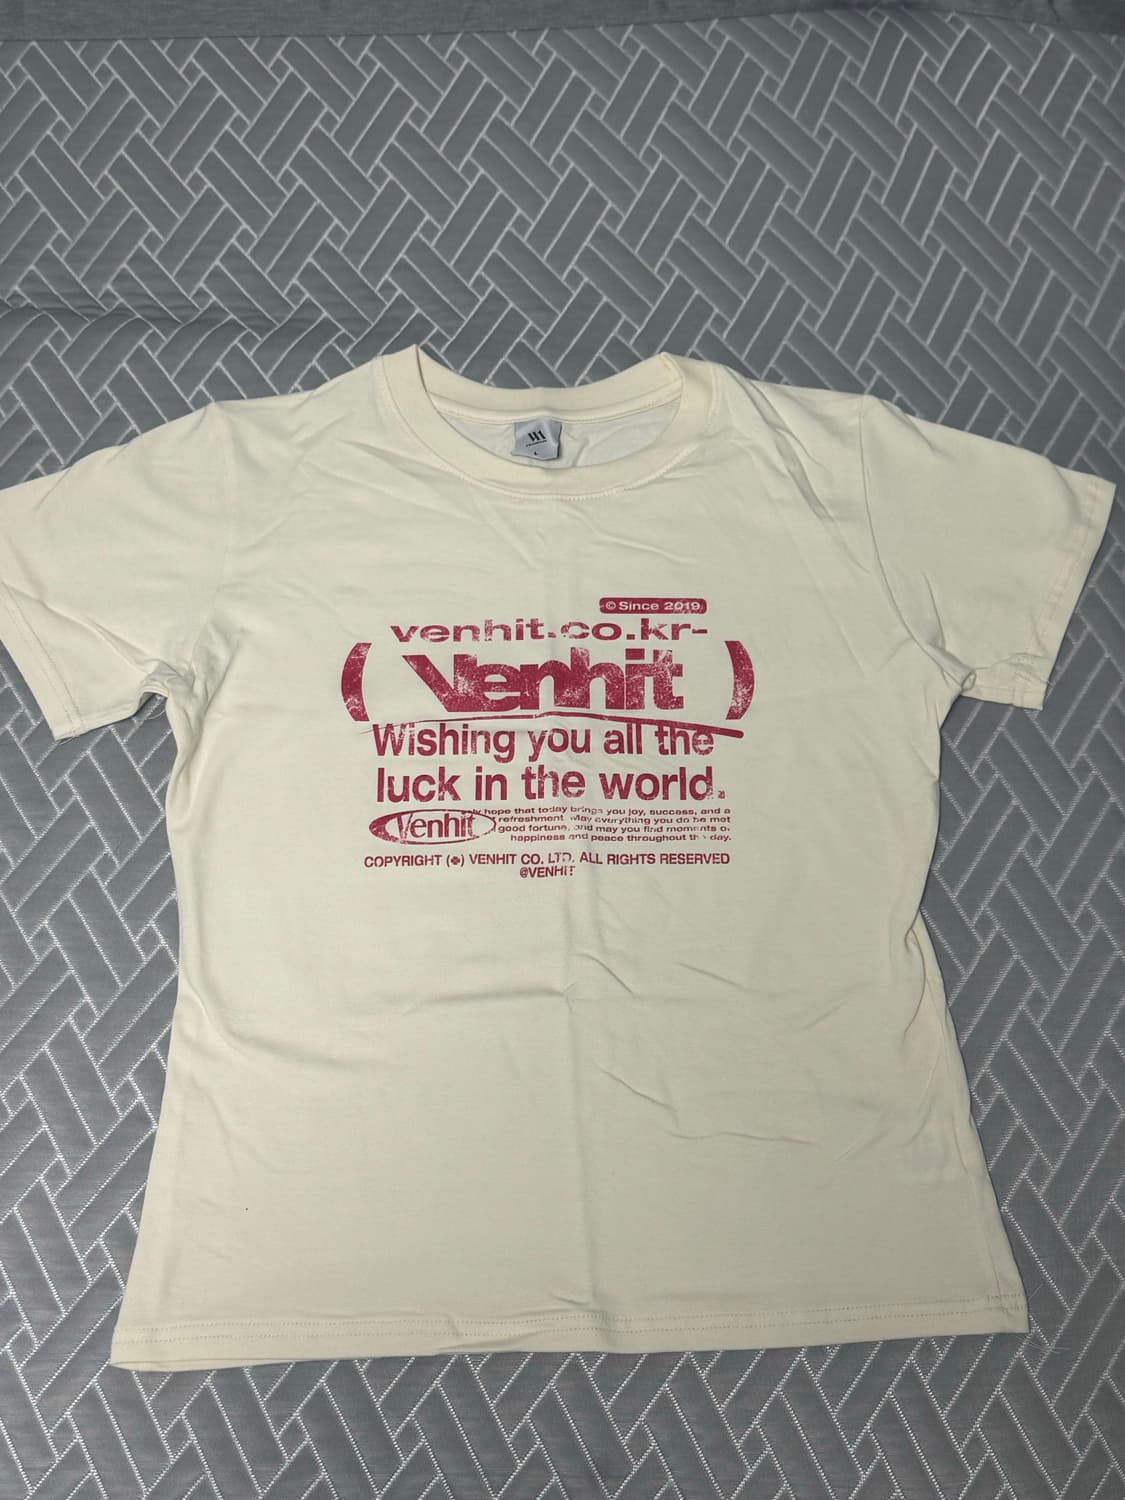 L
© Since 2019
venhit.co.kr-
( Venhit )
Wishing you all the
luck in the world.
hope that today brings you joy, success, and a
Venhit
refreshment. May everything you do be met
good fortune, and may you find moments of
happiness and peace throughout the day.
COPYRIGHT (✤) VENHIT CO. LTD. ALL RIGHTS RESERVED
@VENHIT